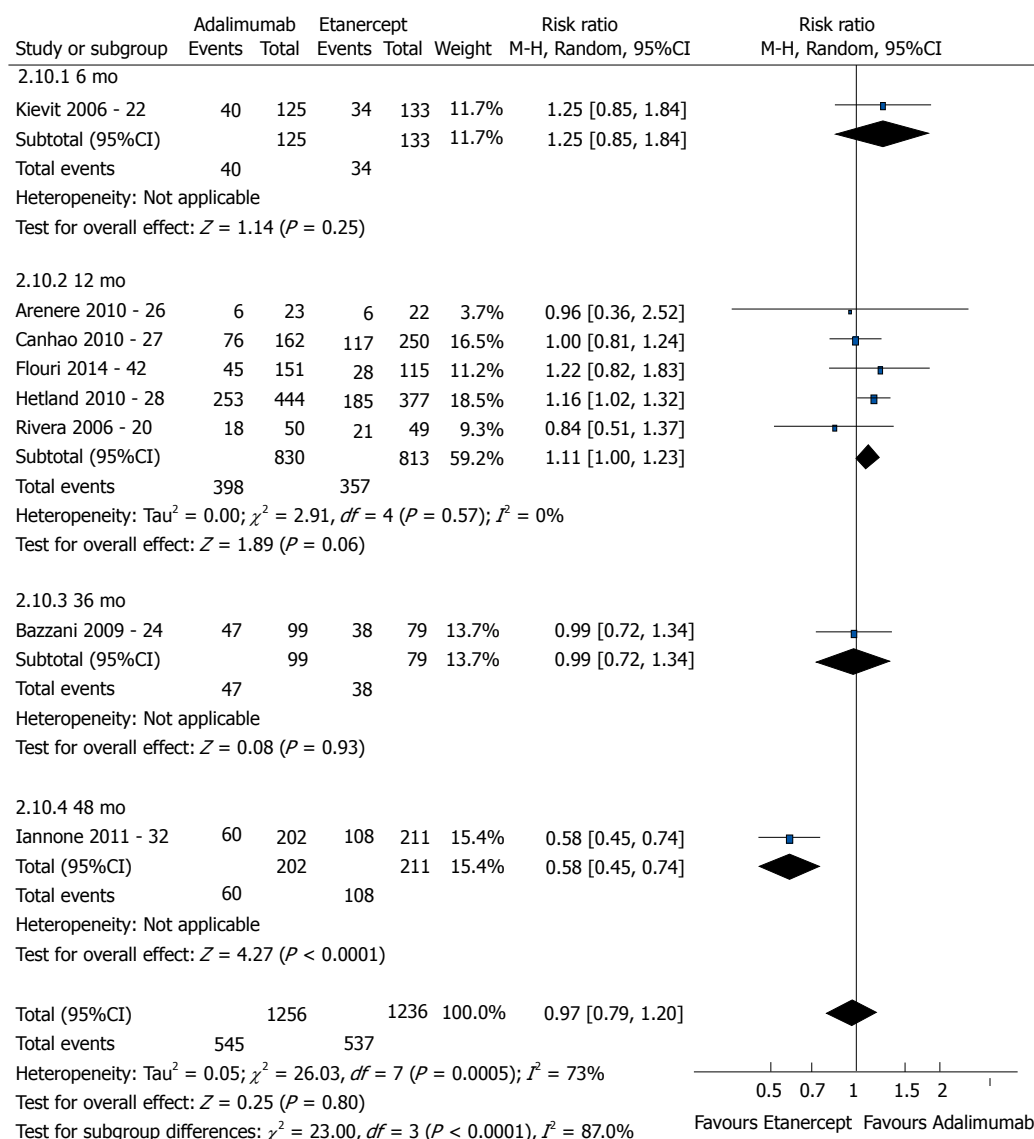 Adalimumab Etanercept Risk ratio Risk ratio
Study or subgroup Events Total Events Total Weight M-H, Random, 95%CI M-H, Random, 95%CI
2.10.1 6 mo
Kievit 2006 - 22 40 125 34 133 11.7% 1.25 [0.85, 1.84]
Subtotal (95%CI) 125 133 11.7% 1.25 [0.85, 1.84]
Total events 40 34
Heteropeneity: Not applicable
Test for overall effect: Z = 1.14 (P = 0.25)
2.10.2 12 mo
Arenere 2010 - 26 6 23 6 22 3.7% 0.96 [0.36, 2.52]
Canhao 2010 - 27 76 162 117 250 16.5% 1.00 [0.81, 1.24]
Flouri 2014 - 42 45 151 28 115 11.2% 1.22 [0.82, 1.83]
Hetland 2010 - 28 253 444 185 377 18.5% 1.16 [1.02, 1.32]
Rivera 2006 - 20 18 50 21 49 9.3% 0.84 [0.51, 1.37]
Subtotal (95%CI) 830 813 59.2% 1.11 [1.00, 1.23]
Total events 398 357
Heteropeneity: Tau² = 0.00; χ² = 2.91, df = 4 (P = 0.57); I² = 0%
Test for overall effect: Z = 1.89 (P = 0.06)
2.10.3 36 mo
Bazzani 2009 - 24 47 99 38 79 13.7% 0.99 [0.72, 1.34]
Subtotal (95%CI) 99 79 13.7% 0.99 [0.72, 1.34]
Total events 47 38
Heteropeneity: Not applicable
Test for overall effect: Z = 0.08 (P = 0.93)
2.10.4 48 mo
Iannone 2011 - 32 60 202 108 211 15.4% 0.58 [0.45, 0.74]
Total (95%CI) 202 211 15.4% 0.58 [0.45, 0.74]
Total events 60 108
Heteropeneity: Not applicable
Test for overall effect: Z = 4.27 (P < 0.0001)
Total (95%CI) 1256 1236 100.0% 0.97 [0.79, 1.20]
Total events 545 537
Heteropeneity: Tau² = 0.05; χ² = 26.03, df = 7 (P = 0.0005); I² = 73%
Test for overall effect: Z = 0.25 (P = 0.80)
Test for subgroup differences: χ² = 23.00, df = 3 (P < 0.0001), I² = 87.0%
0.5 0.7 1 1.5 2
Favours Etanercept Favours Adalimumab